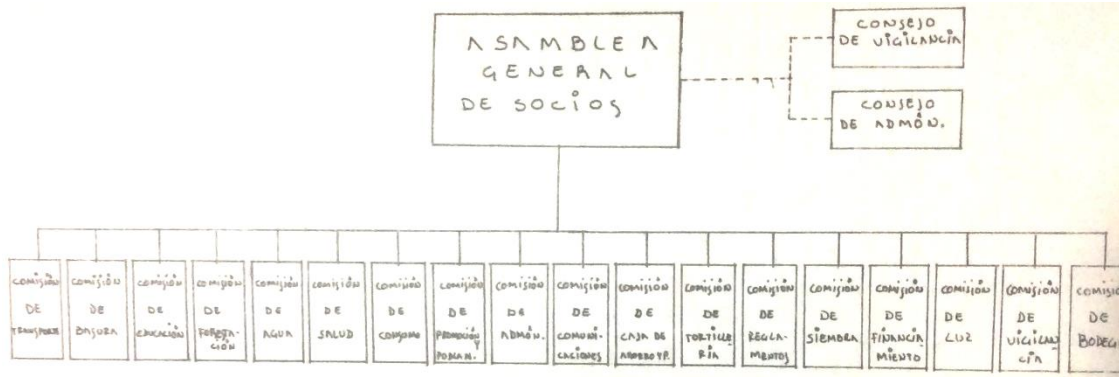 ASAMBLEA
GENERAL
DE SOCIOS
CONSEJO
DE VIGILANCIA
CONSEJO
DE ADMÓN.
COMISIÓN
DE
TRANSPORTE
COMISIÓN
DE
BASURA
COMISIÓN
DE
EDUCACIÓN
COMISIÓN
DE
FORESTA-
CIÓN
COMISIÓN
DE
AGUA
COMISIÓN
DE
SALUD
COMISIÓN
DE
CONSUMO
COMISIÓN
DE
PROMOCIÓN
Y
COMISIÓN
DE
ADMÓN.
COMISIÓN
DE
COMUNI-
CACIONES
COMISIÓN
DE
CAJA DE
AHORRO Y P.
COMISIÓN
DE
TORTILLE-
RÍA
COMISIÓN
DE
REGLA-
MENTOS
COMISIÓN
DE
SIEMBRA
COMISIÓN
DE
FINANCIA-
MIENTO
COMISIÓN
DE
LUZ
COMISIÓN
DE
VIGILAN-
CIA
COMISIÓ
DE
BODEG